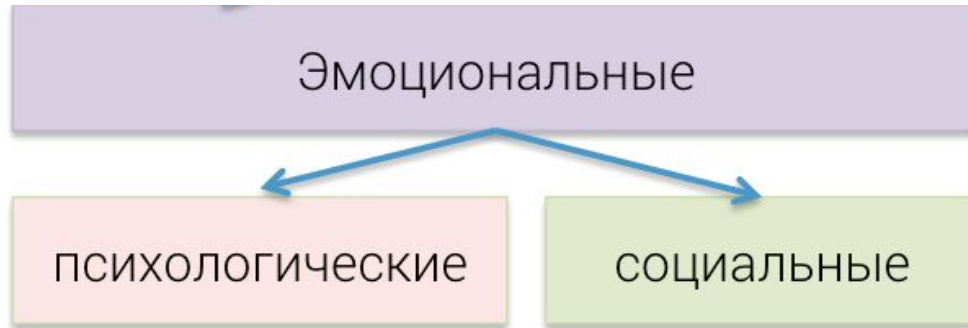 Эмоциональные
психологические
социальные